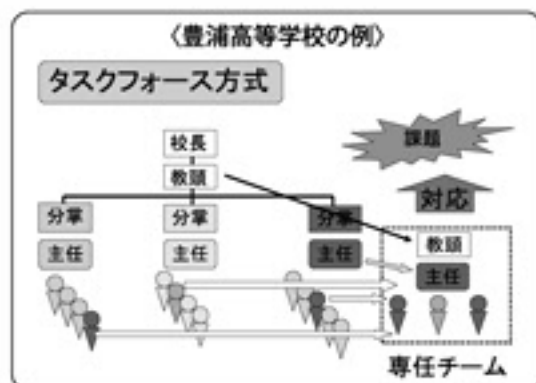 〈豊浦高等学校の例〉
タスクフォース方式
校長
教頭
分掌
分掌
分掌
主任
主任
主任
課題
対応
教頭
主任
専任チーム